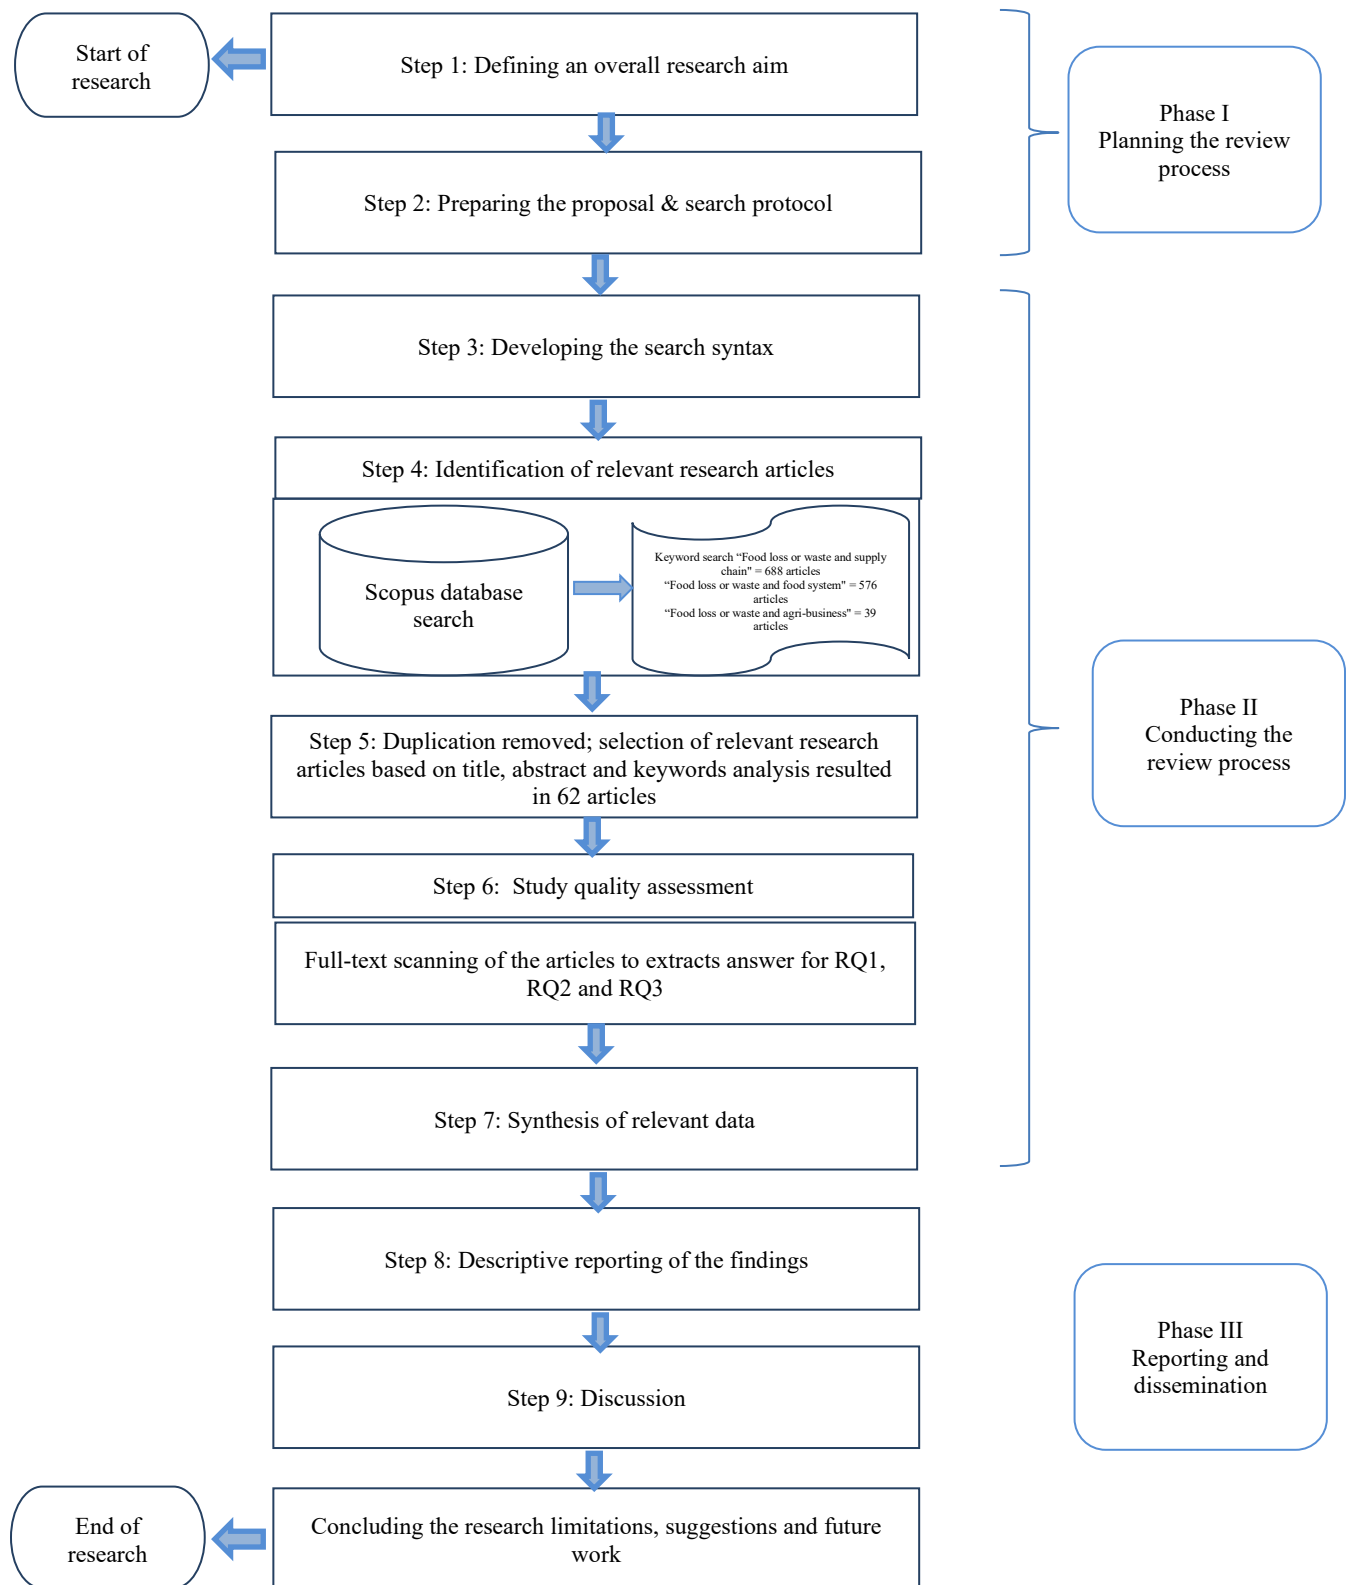 Start of
research
Step 1: Defining an overall research aim
Phase I
Planning the review
process
Step 2: Preparing the proposal & search protocol
Step 3: Developing the search syntax
Step 4: Identification of relevant research articles
Scopus database
search
Keyword search “Food loss or waste and supply
chain" = 688 articles
“Food loss or waste and food system" = 576
articles
“Food loss or waste and agri-business" = 39
articles
Phase II
Conducting the
review process
Step 5: Duplication removed; selection of relevant research
articles based on title, abstract and keywords analysis resulted
in 62 articles
Step 6:  Study quality assessment
Full-text scanning of the articles to extracts answer for RQ1,
RQ2 and RQ3
Step 7: Synthesis of relevant data
Step 8: Descriptive reporting of the findings
Phase III
Reporting and
dissemination
Step 9: Discussion
End of
research
Concluding the research limitations, suggestions and future
work